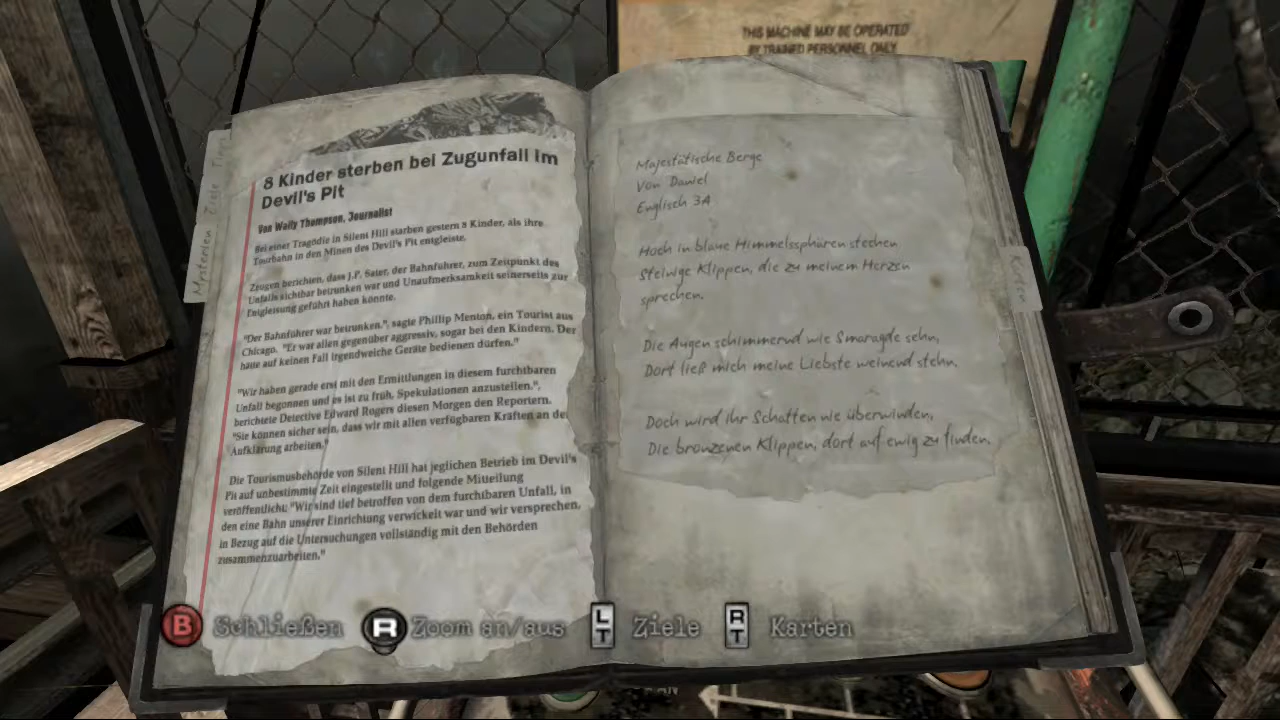 THIS MACHINE MAY BE OPERATED
BY TRAINED PERSONNEL ONLY
Mysterien Ziele Tipps
8 Kinder sterben bei Zugunfall im
Devil's Pit
Von Wally Thompson, Journalist
Bei einer Tragödie in Silent Hill starben gestern 8 Kinder, als ihre
Tourbahn in den Minen des Devil's Pit entgleiste.
Zeugen berichten, dass J.P. Sater, der Bahnführer, zum Zeitpunkt des
Unfalls sichtbar betrunken war und Unaufmerksamkeit seinerseits zur
Entgleisung geführt haben könnte.
"Der Bahnführer war betrunken.", sagte Phillip Menton, ein Tourist aus
Chicago. "Er war allen gegenüber aggressiv, sogar bei den Kindern. Der
hätte auf keinen Fall irgendwelche Geräte bedienen dürfen."
"Wir haben gerade erst mit den Ermittlungen in diesem furchtbaren
Unfall begonnen und es ist zu früh, Spekulationen anzustellen.",
berichtete Detective Edward Rogers diesen Morgen den Reportern.
"Sie können sicher sein, dass wir mit allen verfügbaren Kräften an der
Aufklärung arbeiten."
Die Tourismusbehörde von Silent Hill hat jeglichen Betrieb im Devil's
Pit auf unbestimmte Zeit eingestellt und folgende Mitteilung
veröffentlicht: "Wir sind tief betroffen von dem furchtbaren Unfall, in
den eine Bahn unserer Einrichtung verwickelt war und wir versprechen,
in Bezug auf die Untersuchungen vollständig mit den Behörden
zusammenzuarbeiten."
Majestätische Berge
Von Daniel
Englisch 3A
Hoch in blaue Himmelssphären stechen
Steinige Klippen, die zu meinem Herzen
sprechen.
Die Augen schimmernd wie Smaragde sehn,
Dort ließ mich meine Liebste weinend stehn.
Doch wird ihr Schatten nie überwinden,
Die bronzenen Klippen, dort auf ewig zu finden.
Karten
B Schließen R Zoom an/aus LT Ziele RT Karten